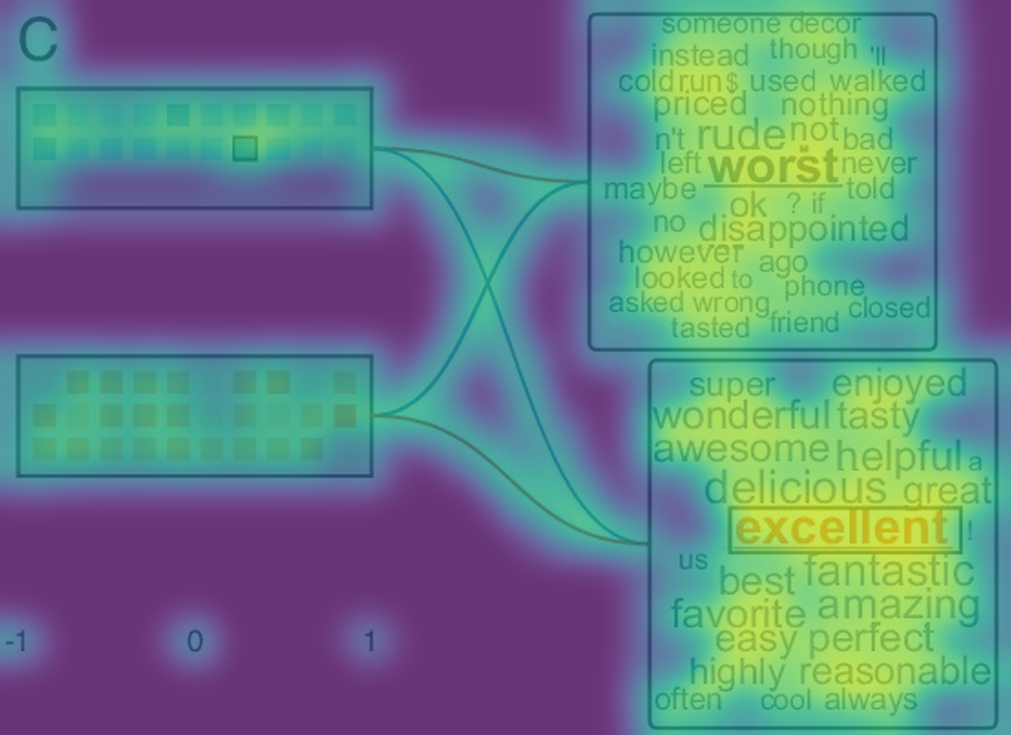 C
someone decor
instead though 'll
cold run $ used walked
priced nothing
n't rude not bad
left worst never
maybe told
ok ? if
no disappointed
however ago
looked to phone
asked wrong closed
tasted friend
super enjoyed
wonderful tasty
awesome helpful a
delicious great
excellent !
us
best fantastic
favorite amazing
easy perfect
highly reasonable
often cool always
-1 0 1